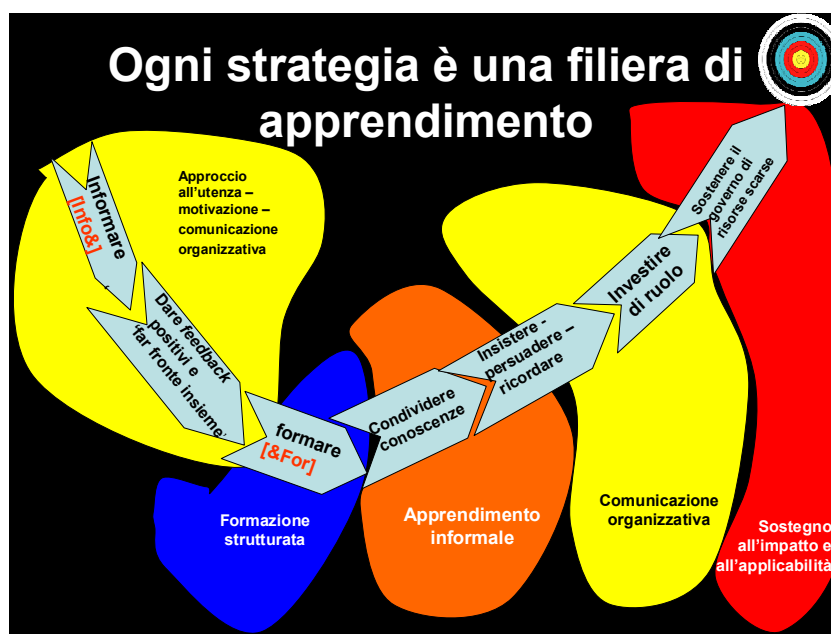 Ogni strategia è una filiera di
apprendimento
Approccio
all'utenza –
motivazione –
comunicazione
organizzativa
Informare
[Info&]
Dare feedback
positivi e
'far fronte insieme'
formare
[&For]
Condividere
conoscenze
Insistere -
persuadere –
ricordare
Investire
di ruolo
Sostenere il
governo di
risorse scarse
Formazione
strutturata
Apprendimento
informale
Comunicazione
organizzativa
Sostegno
all'impatto e
all'applicabilità